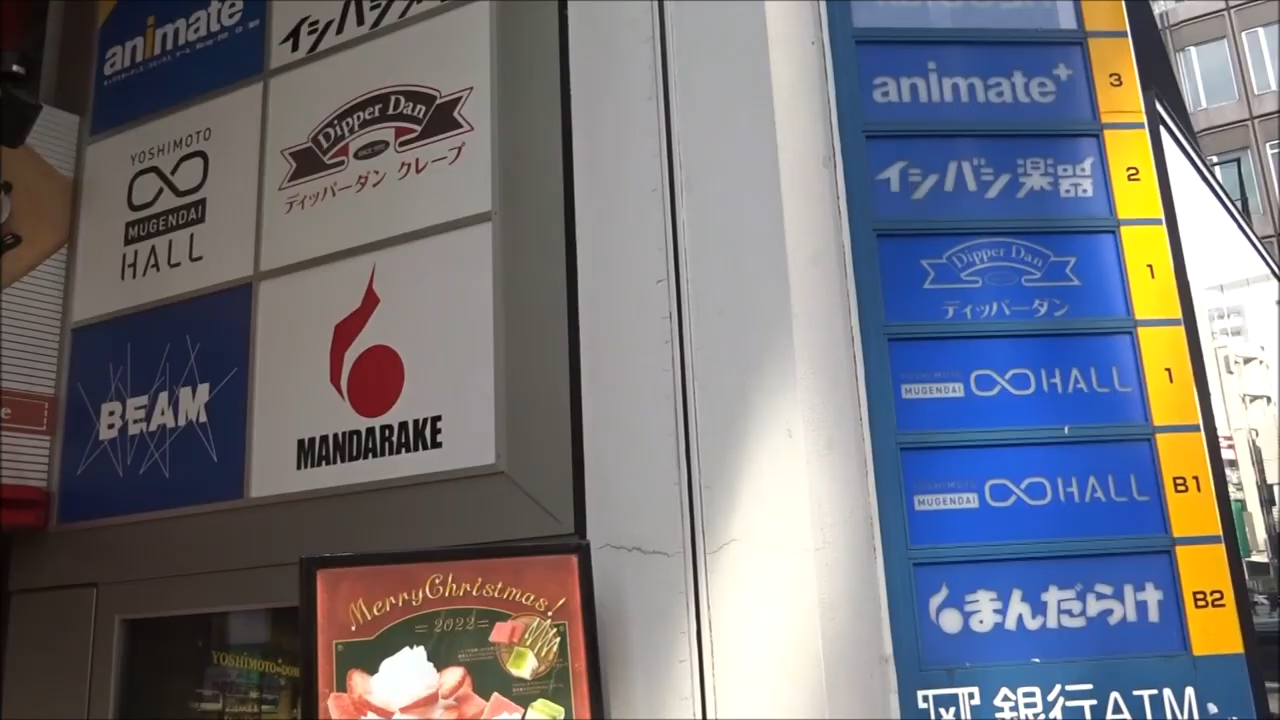 animate
イシバシ楽
YOSHIMOTO
MUGENDAI
HALL
Dipper Dan
SINCE 1976
ディッパーダン クレープ
BEAM
MANDARAKE
Merry Christmas!
2022
YOSHIMOTO∞DOM
e
animate+
3
イシバシ楽器
2
Dipper Dan
ディッパーダン
1
YOSHIMOTO
MUGENDAI
∞HALL
1
YOSHIMOTO
MUGENDAI
∞HALL
B1
まんだらけ
B2
銀行ATM